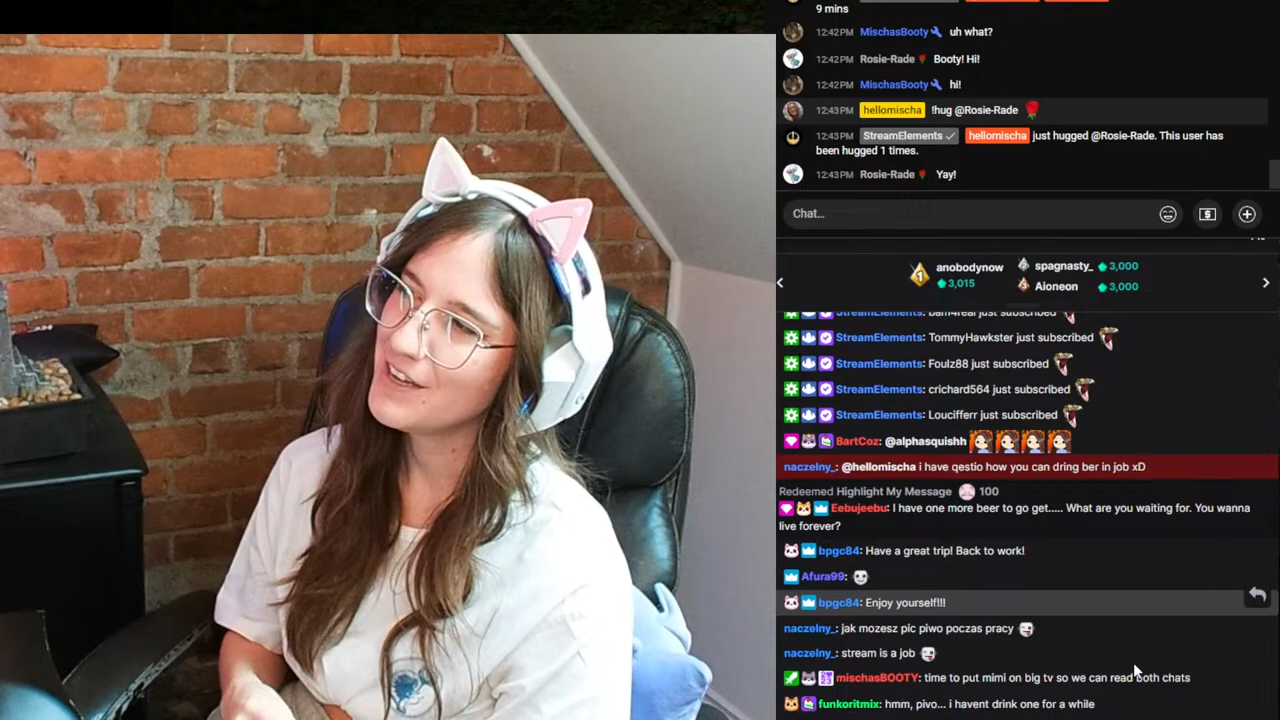 9 mins
12:42PM MischasBooty uh what?
12:42PM Rosie-Rade Booty! Hi!
12:42PM MischasBooty hi!
12:43PM hellomischa !hug @Rosie-Rade
12:43PM StreamElements hellomischa just hugged @Rosie-Rade. This user has
been hugged 1 times.
12:43PM Rosie-Rade Yay!
Chat...
1 anobodynow 3,015
spagnasty_ 3,000
Aioneon 3,000
StreamElements: bam4real just subscribed
StreamElements: TommyHawkster just subscribed
StreamElements: Foulz88 just subscribed
StreamElements: crichard564 just subscribed
StreamElements: Loucifferr just subscribed
BartCoz: @alphasquishh
naczelny_: @hellomischa i have qestio how you can dring ber in job xD
Redeemed Highlight My Message 100
Eebujeebu: I have one more beer to go get..... What are you waiting for. You wanna
live forever?
bpgc84: Have a great trip! Back to work!
Afura99:
bpgc84: Enjoy yourself!!!
naczelny_: jak mozesz pic piwo poczas pracy
naczelny_: stream is a job
mischasBOOTY: time to put mimi on big tv so we can read both chats
funkoritmix: hmm, pivo... i havent drink one for a while